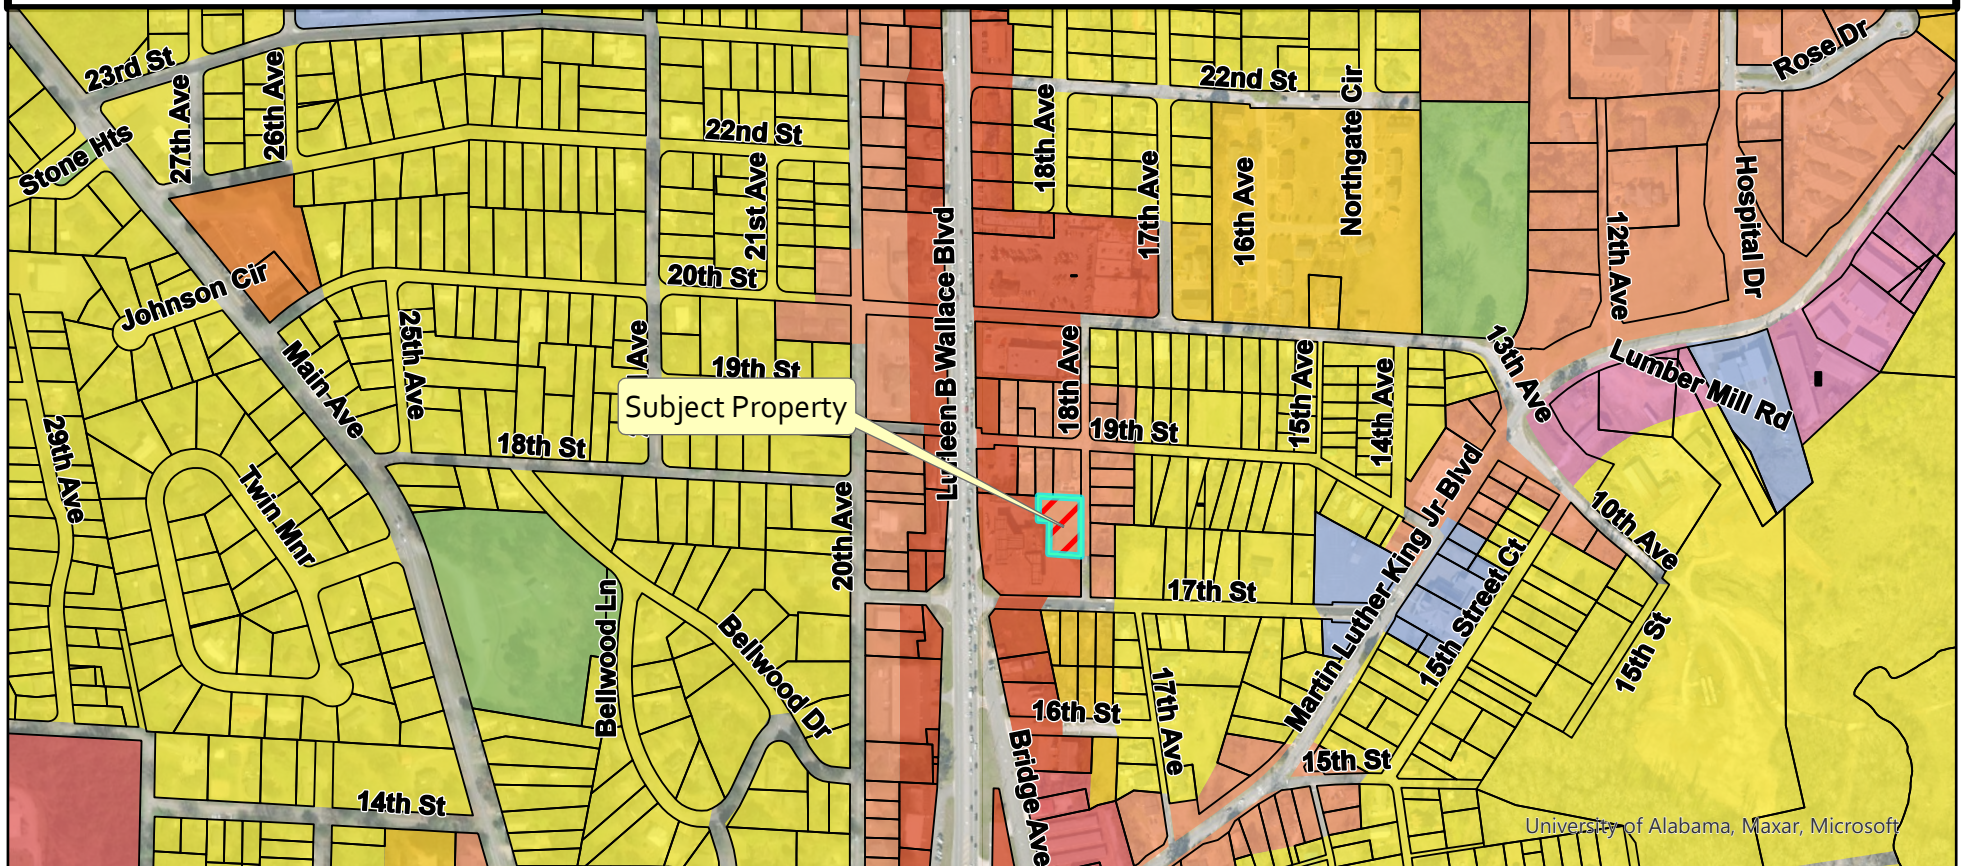 23rd St
27th Ave
26th Ave
Stone Hts
22nd St
21st Ave
20th St
Johnson Cir
25th Ave
Main Ave
Ave
19th St
Subject Property
18th St
29th Ave
Twin Mnr
20th Ave
Bellwood Ln
Bellwood Dr
14th St
Lurleen B Wallace Blvd
18th Ave
22nd St
17th Ave
16th Ave
Northgate Cir
Rose Dr
Hospital Dr
12th Ave
13th Ave
Lumber Mill Rd
18th Ave
19th St
15th Ave
14th Ave
Martin Luther King Jr Blvd
10th Ave
15th Street Ct
15th St
17th St
16th St
17th Ave
15th St
Bridge Ave
University of Alabama, Maxar, Microsoft